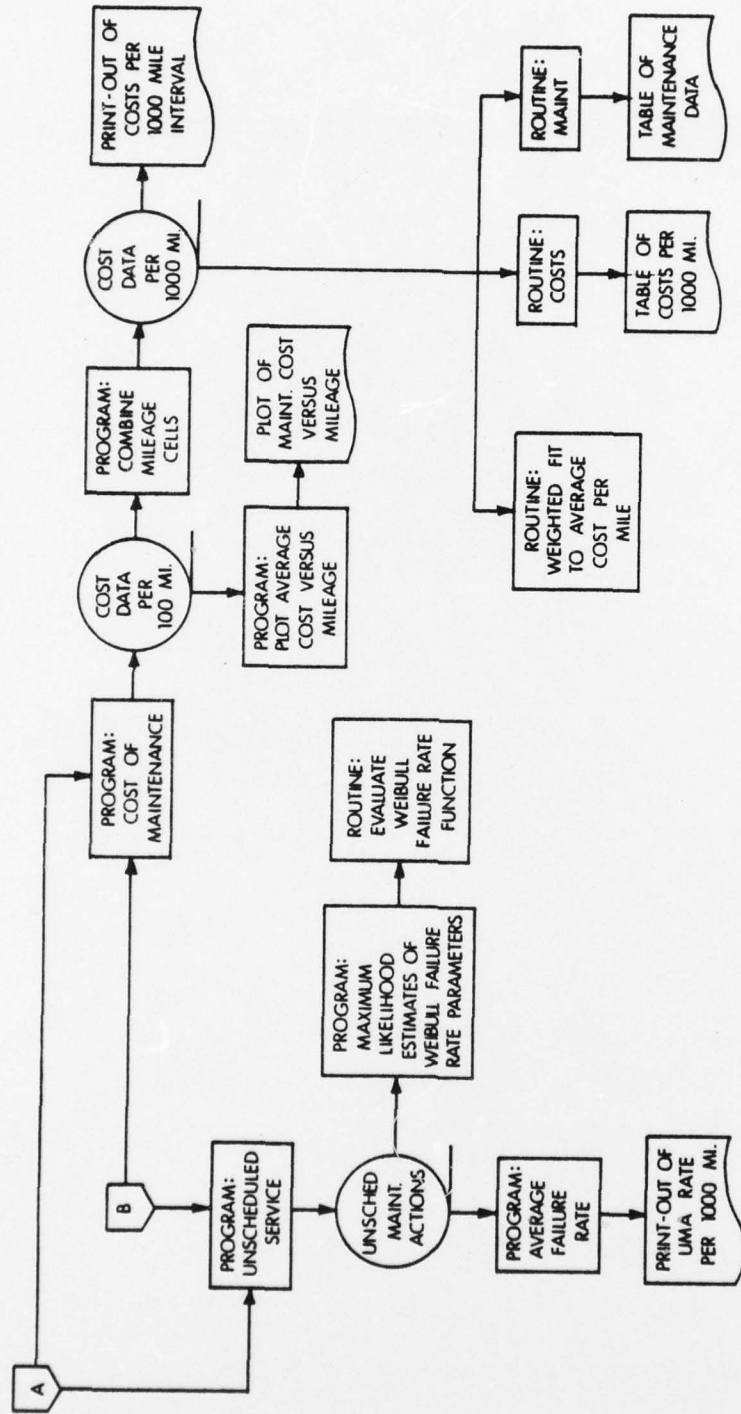 A
B
PROGRAM:
COST OF
MAINTENANCE
COST
DATA
PER
100 MI.
PROGRAM:
COMBINE
MILEAGE
CELLS
COST
DATA
PER
1000 MI.
PRINT-OUT OF
COSTS PER
1000 MILE
INTERVAL
PROGRAM:
PLOT AVERAGE
COST VERSUS
MILEAGE
PLOT OF
MAINT. COST
VERSUS
MILEAGE
PROGRAM:
UNSCHEDULED
SERVICE
UNSCHED
MAINT.
ACTIONS
PROGRAM:
MAXIMUM
LIKELIHOOD
ESTIMATES OF
WEIBULL FAILURE
RATE PARAMETERS
ROUTINE:
EVALUATE
WEIBULL
FAILURE RATE
FUNCTION
PROGRAM:
AVERAGE
FAILURE
RATE
PRINT-OUT OF
UMA RATE
PER 1000 MI.
ROUTINE:
WEIGHTED FIT
TO AVERAGE
COST PER
MILE
ROUTINE:
COSTS
TABLE OF
COSTS PER
1000 MI.
ROUTINE:
MAINT
TABLE OF
MAINTENANCE
DATA